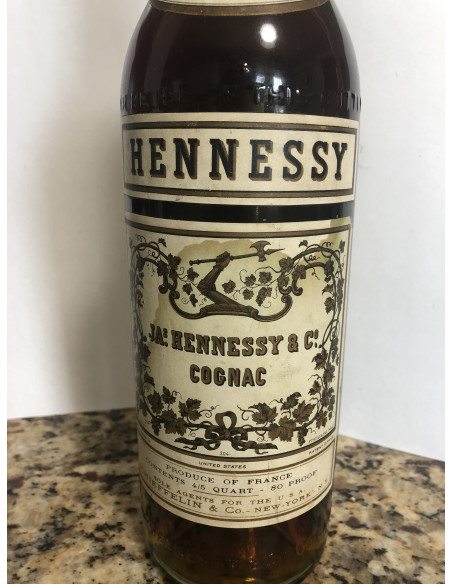 HENNESSY
JAS HENNESSY & Co.
COGNAC
UNITED STATES
PRODUCE OF FRANCE
CONTENTS 4/5 QUART - 80 PROOF
SOLE AGENTS FOR THE U.S.A.
& Co. - NEW-YORK